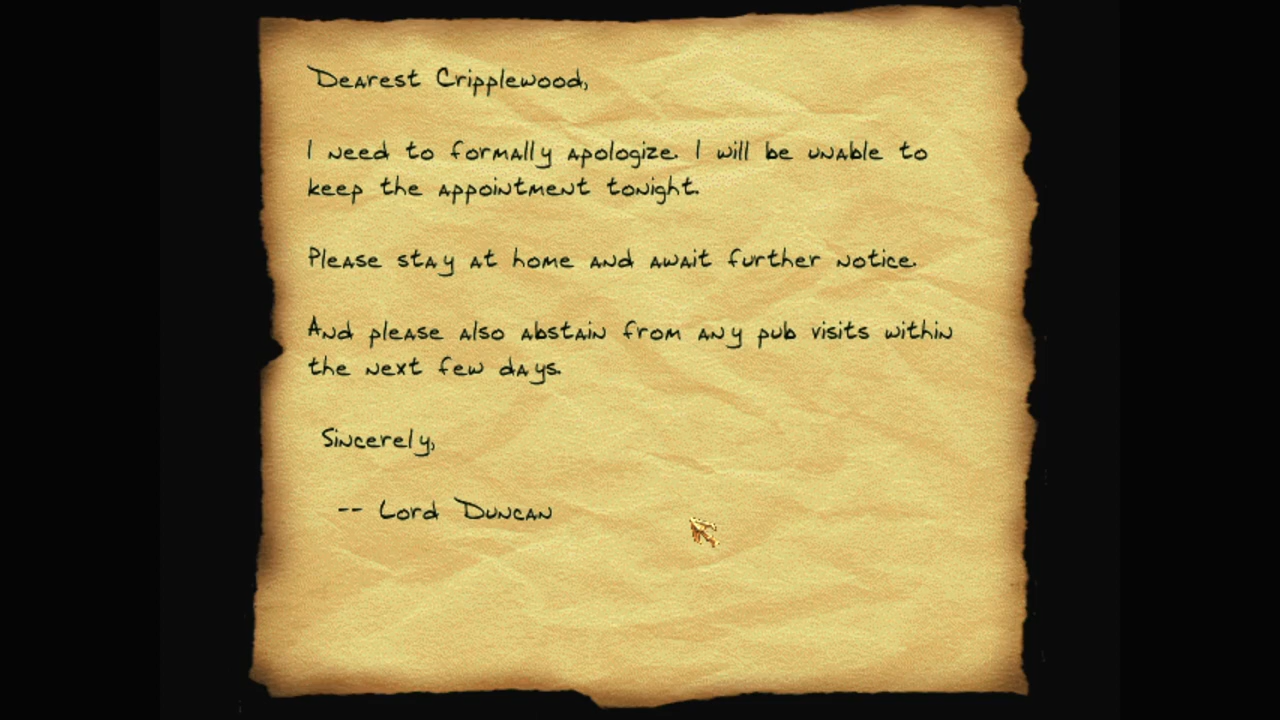 Dearest Cripplewood,
I need to formally apologize. I will be unable to
keep the appointment tonight.
Please stay at home and await further notice.
And please also abstain from any pub visits within
the next few days.
Sincerely,
-- Lord Duncan